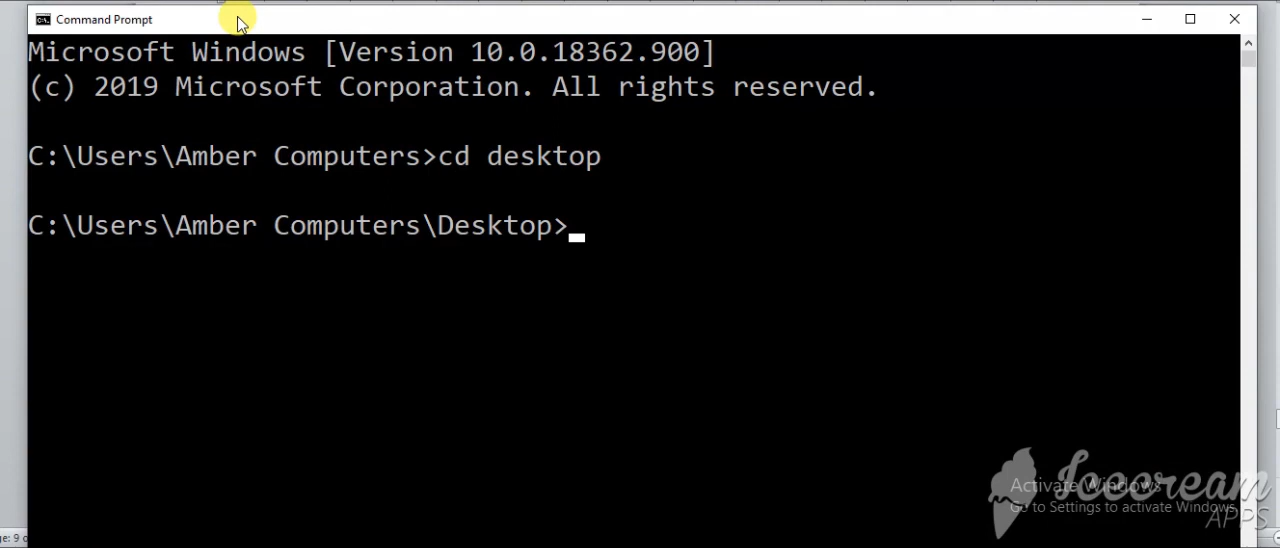 Command Prompt
Microsoft Windows [Version 10.0.18362.900]
(c) 2019 Microsoft Corporation. All rights reserved.
C:\Users\Amber Computers>cd desktop
C:\Users\Amber Computers\Desktop>
Icecream
Activate Windows
Go to Settings to activate Windows.
APPS